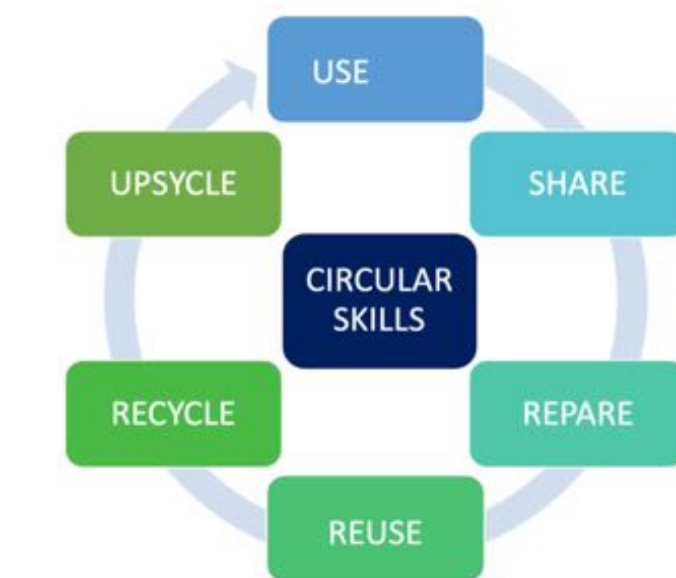 USE
SHARE
REPARE
REUSE
RECYCLE
UPSYCLE
CIRCULAR
SKILLS